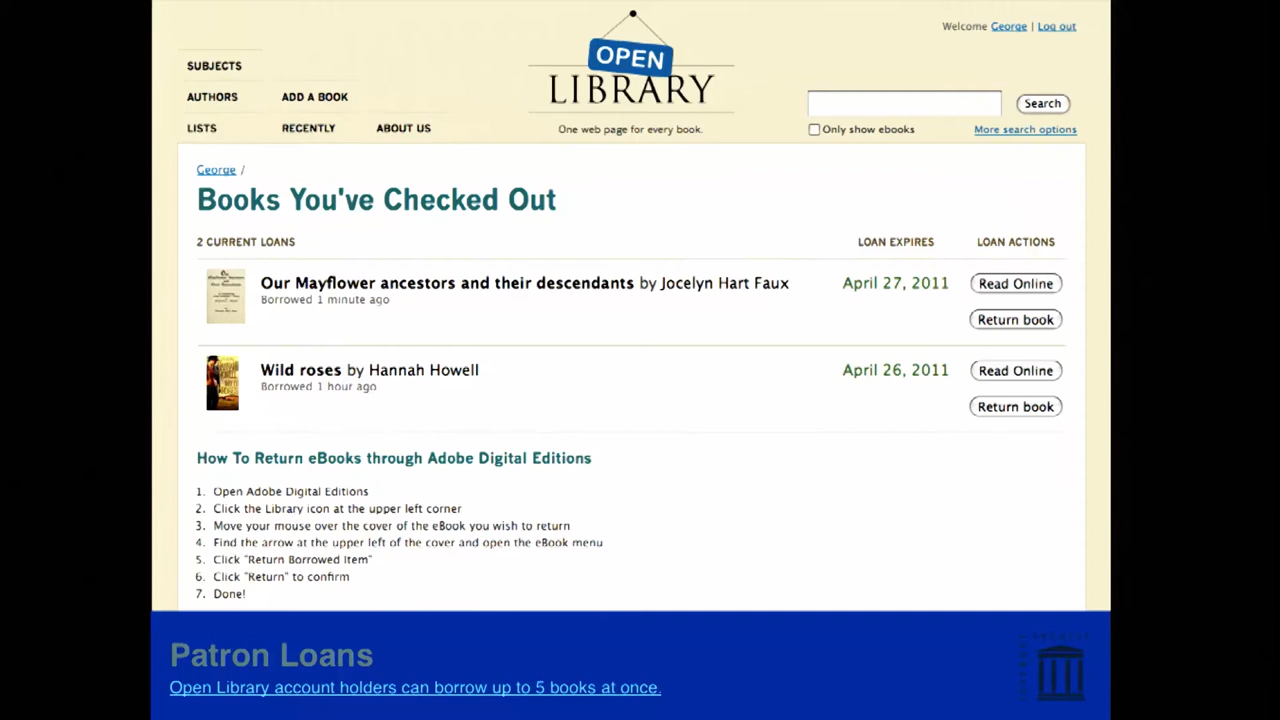 Welcome George | Log out
OPEN
LIBRARY
One web page for every book.
SUBJECTS
AUTHORS ADD A BOOK
LISTS RECENTLY ABOUT US
Search
Only show ebooks More search options
George /
Books You've Checked Out
2 CURRENT LOANS LOAN EXPIRES LOAN ACTIONS
Our Mayflower ancestors and their descendants by Jocelyn Hart Faux April 27, 2011 Read Online
Borrowed 1 minute ago
Return book
Wild roses by Hannah Howell April 26, 2011 Read Online
Borrowed 1 hour ago
Return book
How To Return eBooks through Adobe Digital Editions
1. Open Adobe Digital Editions
2. Click the Library icon at the upper left corner
3. Move your mouse over the cover of the eBook you wish to return
4. Find the arrow at the upper left of the cover and open the eBook menu
5. Click "Return Borrowed Item"
6. Click "Return" to confirm
7. Done!
Patron Loans
Open Library account holders can borrow up to 5 books at once.